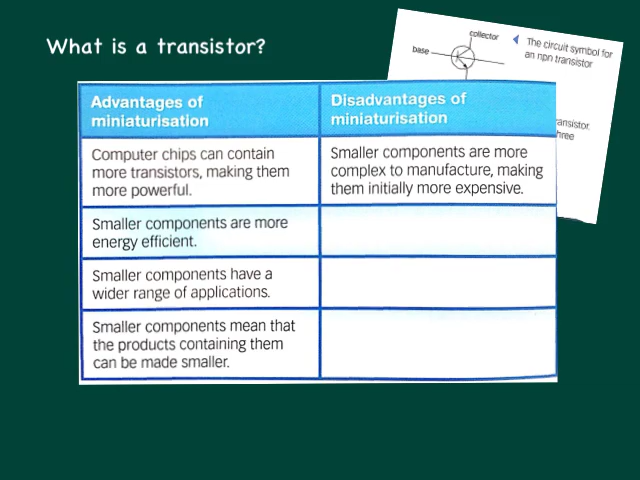 What is a transistor?
collector
base
The circuit symbol for
an npn transistor
Advantages of
miniaturisation
Disadvantages of
miniaturisation
Computer chips can contain
more transistors, making them
more powerful.
Smaller components are more
complex to manufacture, making
them initially more expensive.
Smaller components are more
energy efficient.
Smaller components have a
wider range of applications.
Smaller components mean that
the products containing them
can be made smaller.